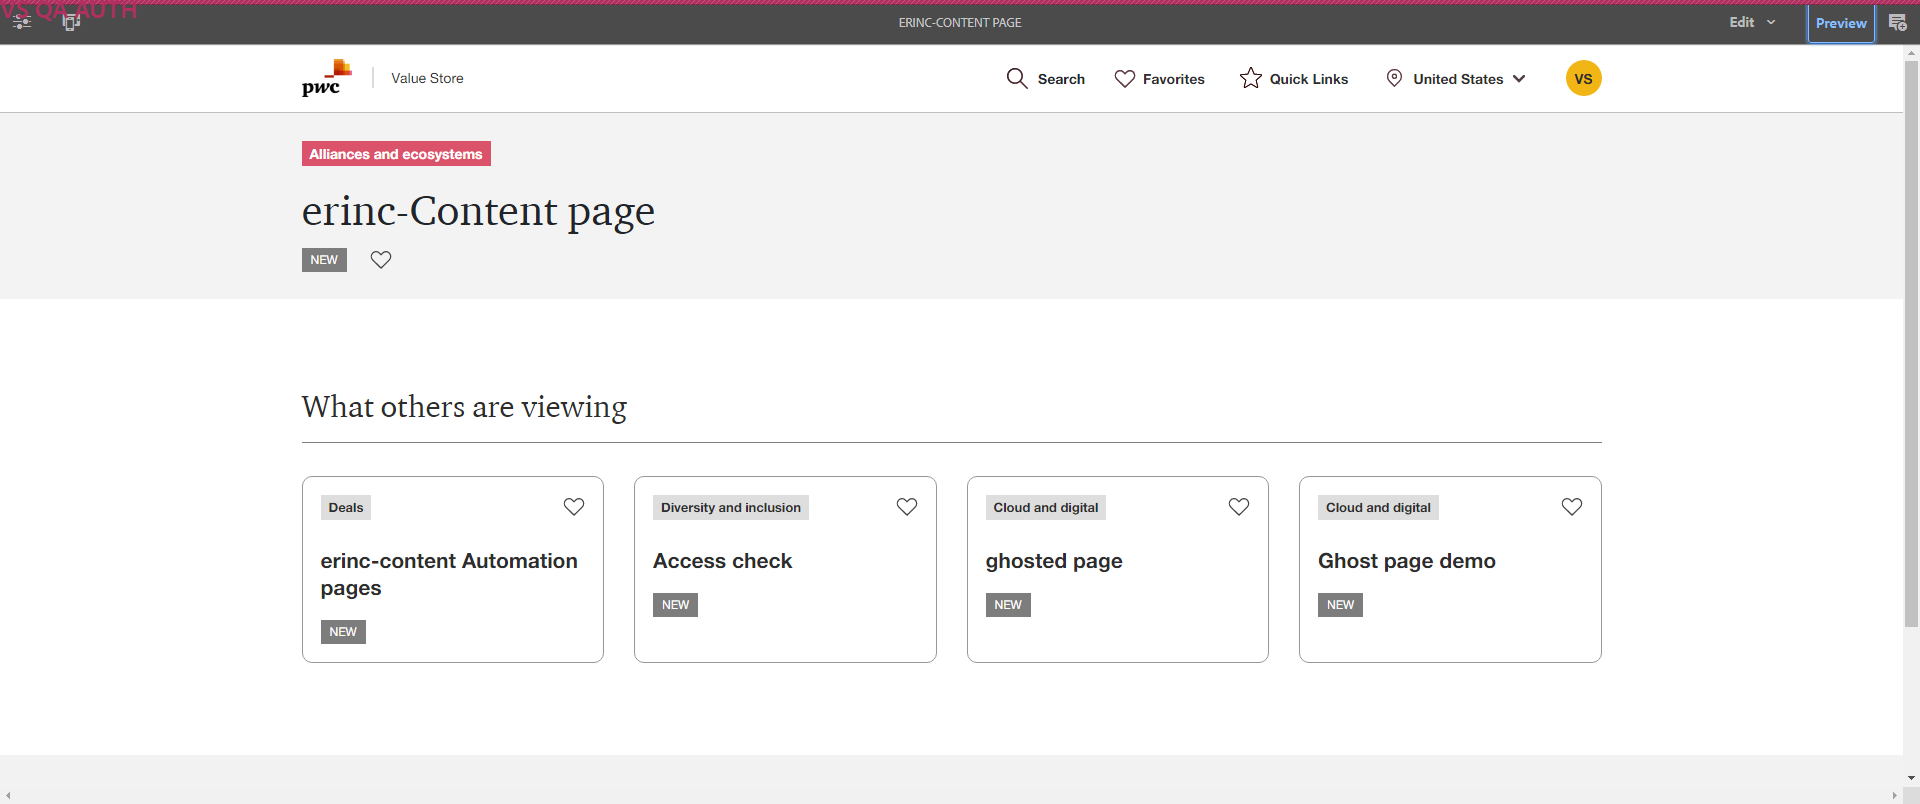 VS QA AUTH
ERINC-CONTENT PAGE
Edit
Preview
pwc
Value Store
Search
Favorites
Quick Links
United States
VS
Alliances and ecosystems
erinc-Content page
NEW
What others are viewing
Deals
erinc-content Automation
pages
NEW
Diversity and inclusion
Access check
NEW
Cloud and digital
ghosted page
NEW
Cloud and digital
Ghost page demo
NEW